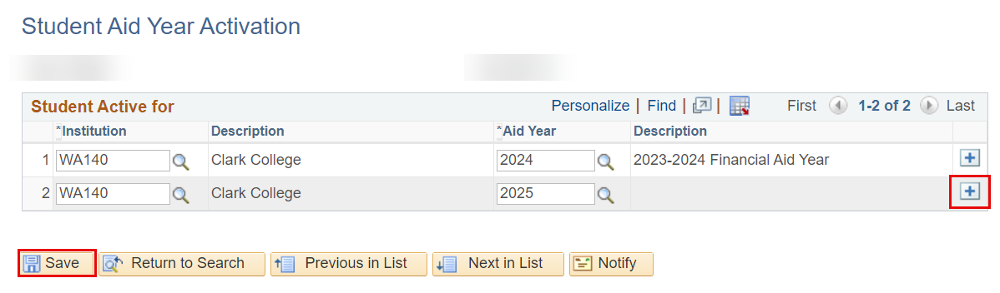 Student Aid Year Activation
Student Active for Personalize | Find | | First 1-2 of 2 Last
*Institution Description *Aid Year Description
1 WA140 Clark College 2024 2023-2024 Financial Aid Year
2 WA140 Clark College 2025
Save Return to Search Previous in List Next in List Notify